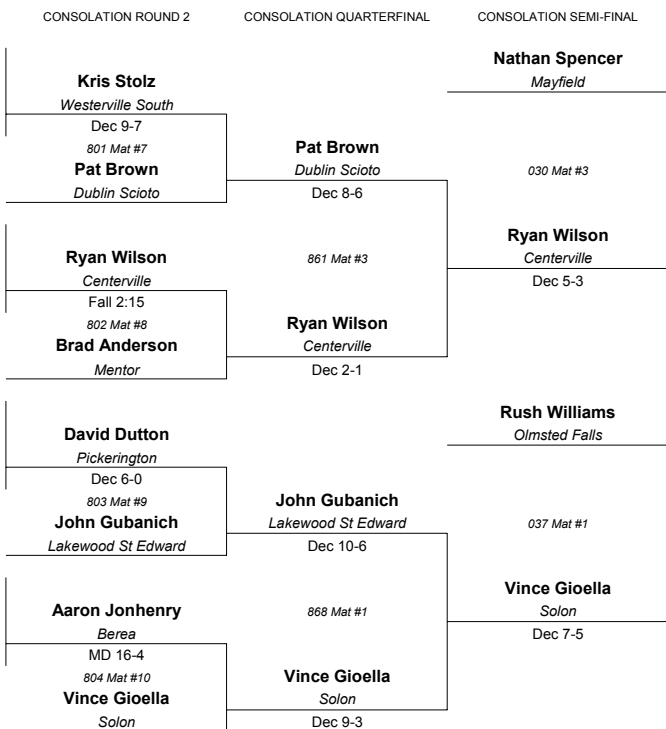 CONSOLATION ROUND 2
CONSOLATION QUARTERFINAL
CONSOLATION SEMI-FINAL
Kris Stolz
Westerville South
Dec 9-7
801 Mat #7
Pat Brown
Dublin Scioto
Ryan Wilson
Centerville
Fall 2:15
802 Mat #8
Brad Anderson
Mentor
David Dutton
Pickerington
Dec 6-0
803 Mat #9
John Gubanich
Lakewood St Edward
Aaron Jonhenry
Berea
MD 16-4
804 Mat #10
Vince Gioella
Solon
Pat Brown
Dublin Scioto
Dec 8-6
861 Mat #3
Ryan Wilson
Centerville
Dec 2-1
John Gubanich
Lakewood St Edward
Dec 10-6
868 Mat #1
Vince Gioella
Solon
Dec 9-3
Nathan Spencer
Mayfield
030 Mat #3
Ryan Wilson
Centerville
Dec 5-3
Rush Williams
Olmsted Falls
037 Mat #1
Vince Gioella
Solon
Dec 7-5